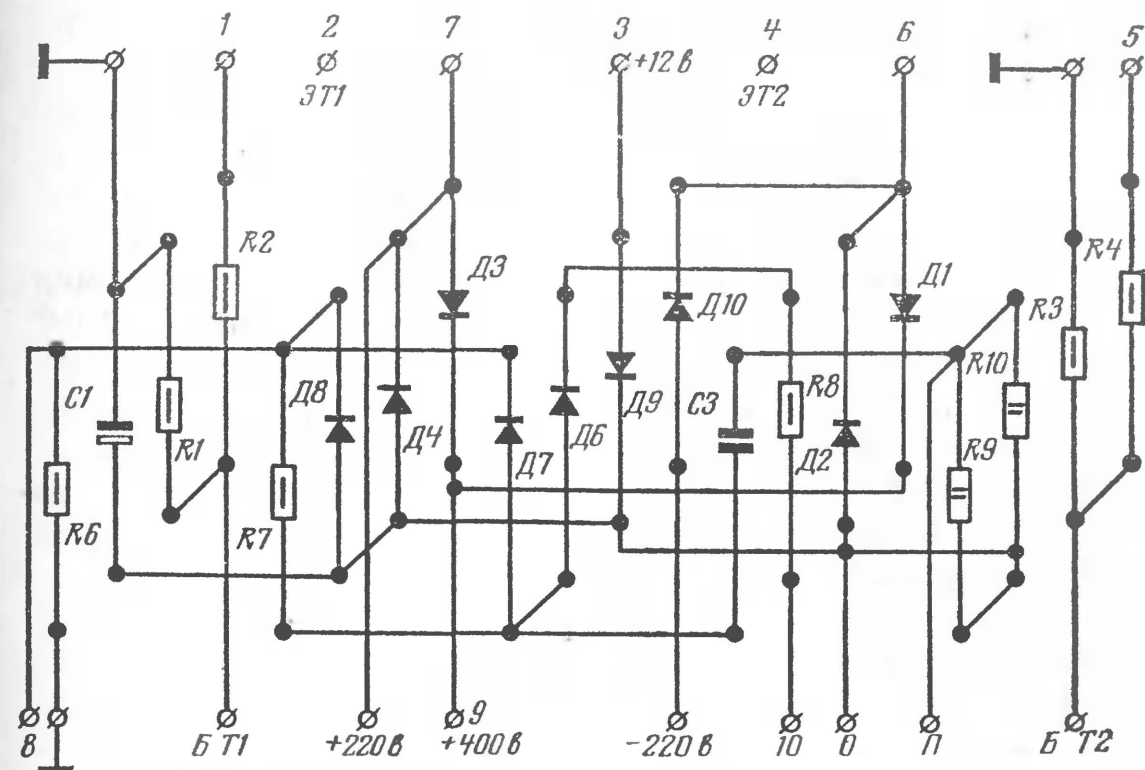 1 2 7 3 4 6 5
ЭТ1 +12 в ЭТ2
R2 R4
Д3 Д10 Д1 R3
C1 Д8 Д4 Д9 C3 R8 R10
R1 Д7 Д6 Д2 R9
R6 R7
8 Б Т1 +220 в +400 в 9 -220 в 10 0 П Б Т2